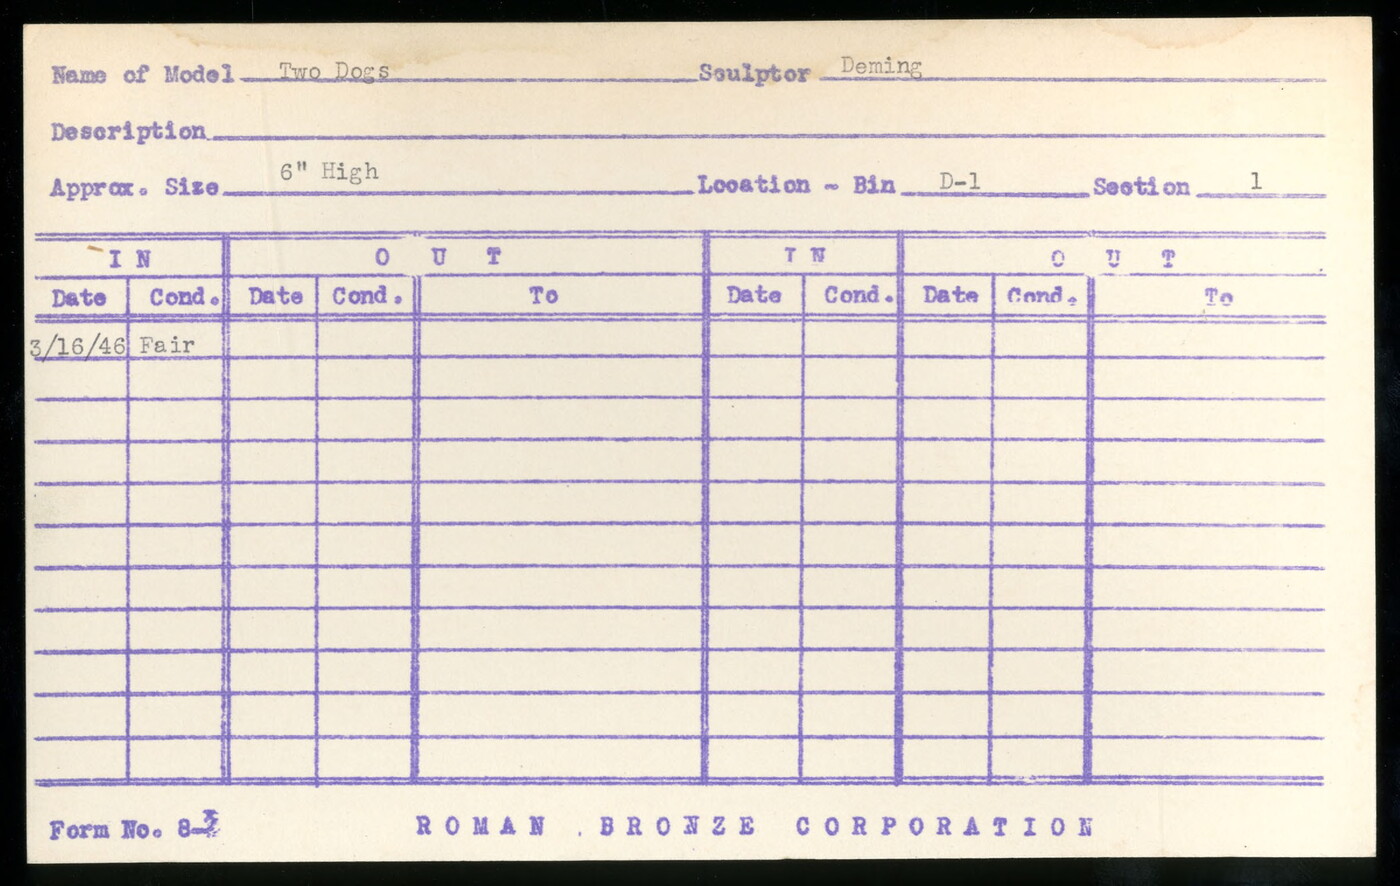 Name of Model Two Dogs Sculptor Deming
Description
Approx. Size 6" High Location - Bin D-1 Section 1
IN OUT IN OUT
Date Cond. Date Cond. To Date Cond. Date Cond. To
3/16/46 Fair
Form No. 8- ROMAN BRONZE CORPORATION